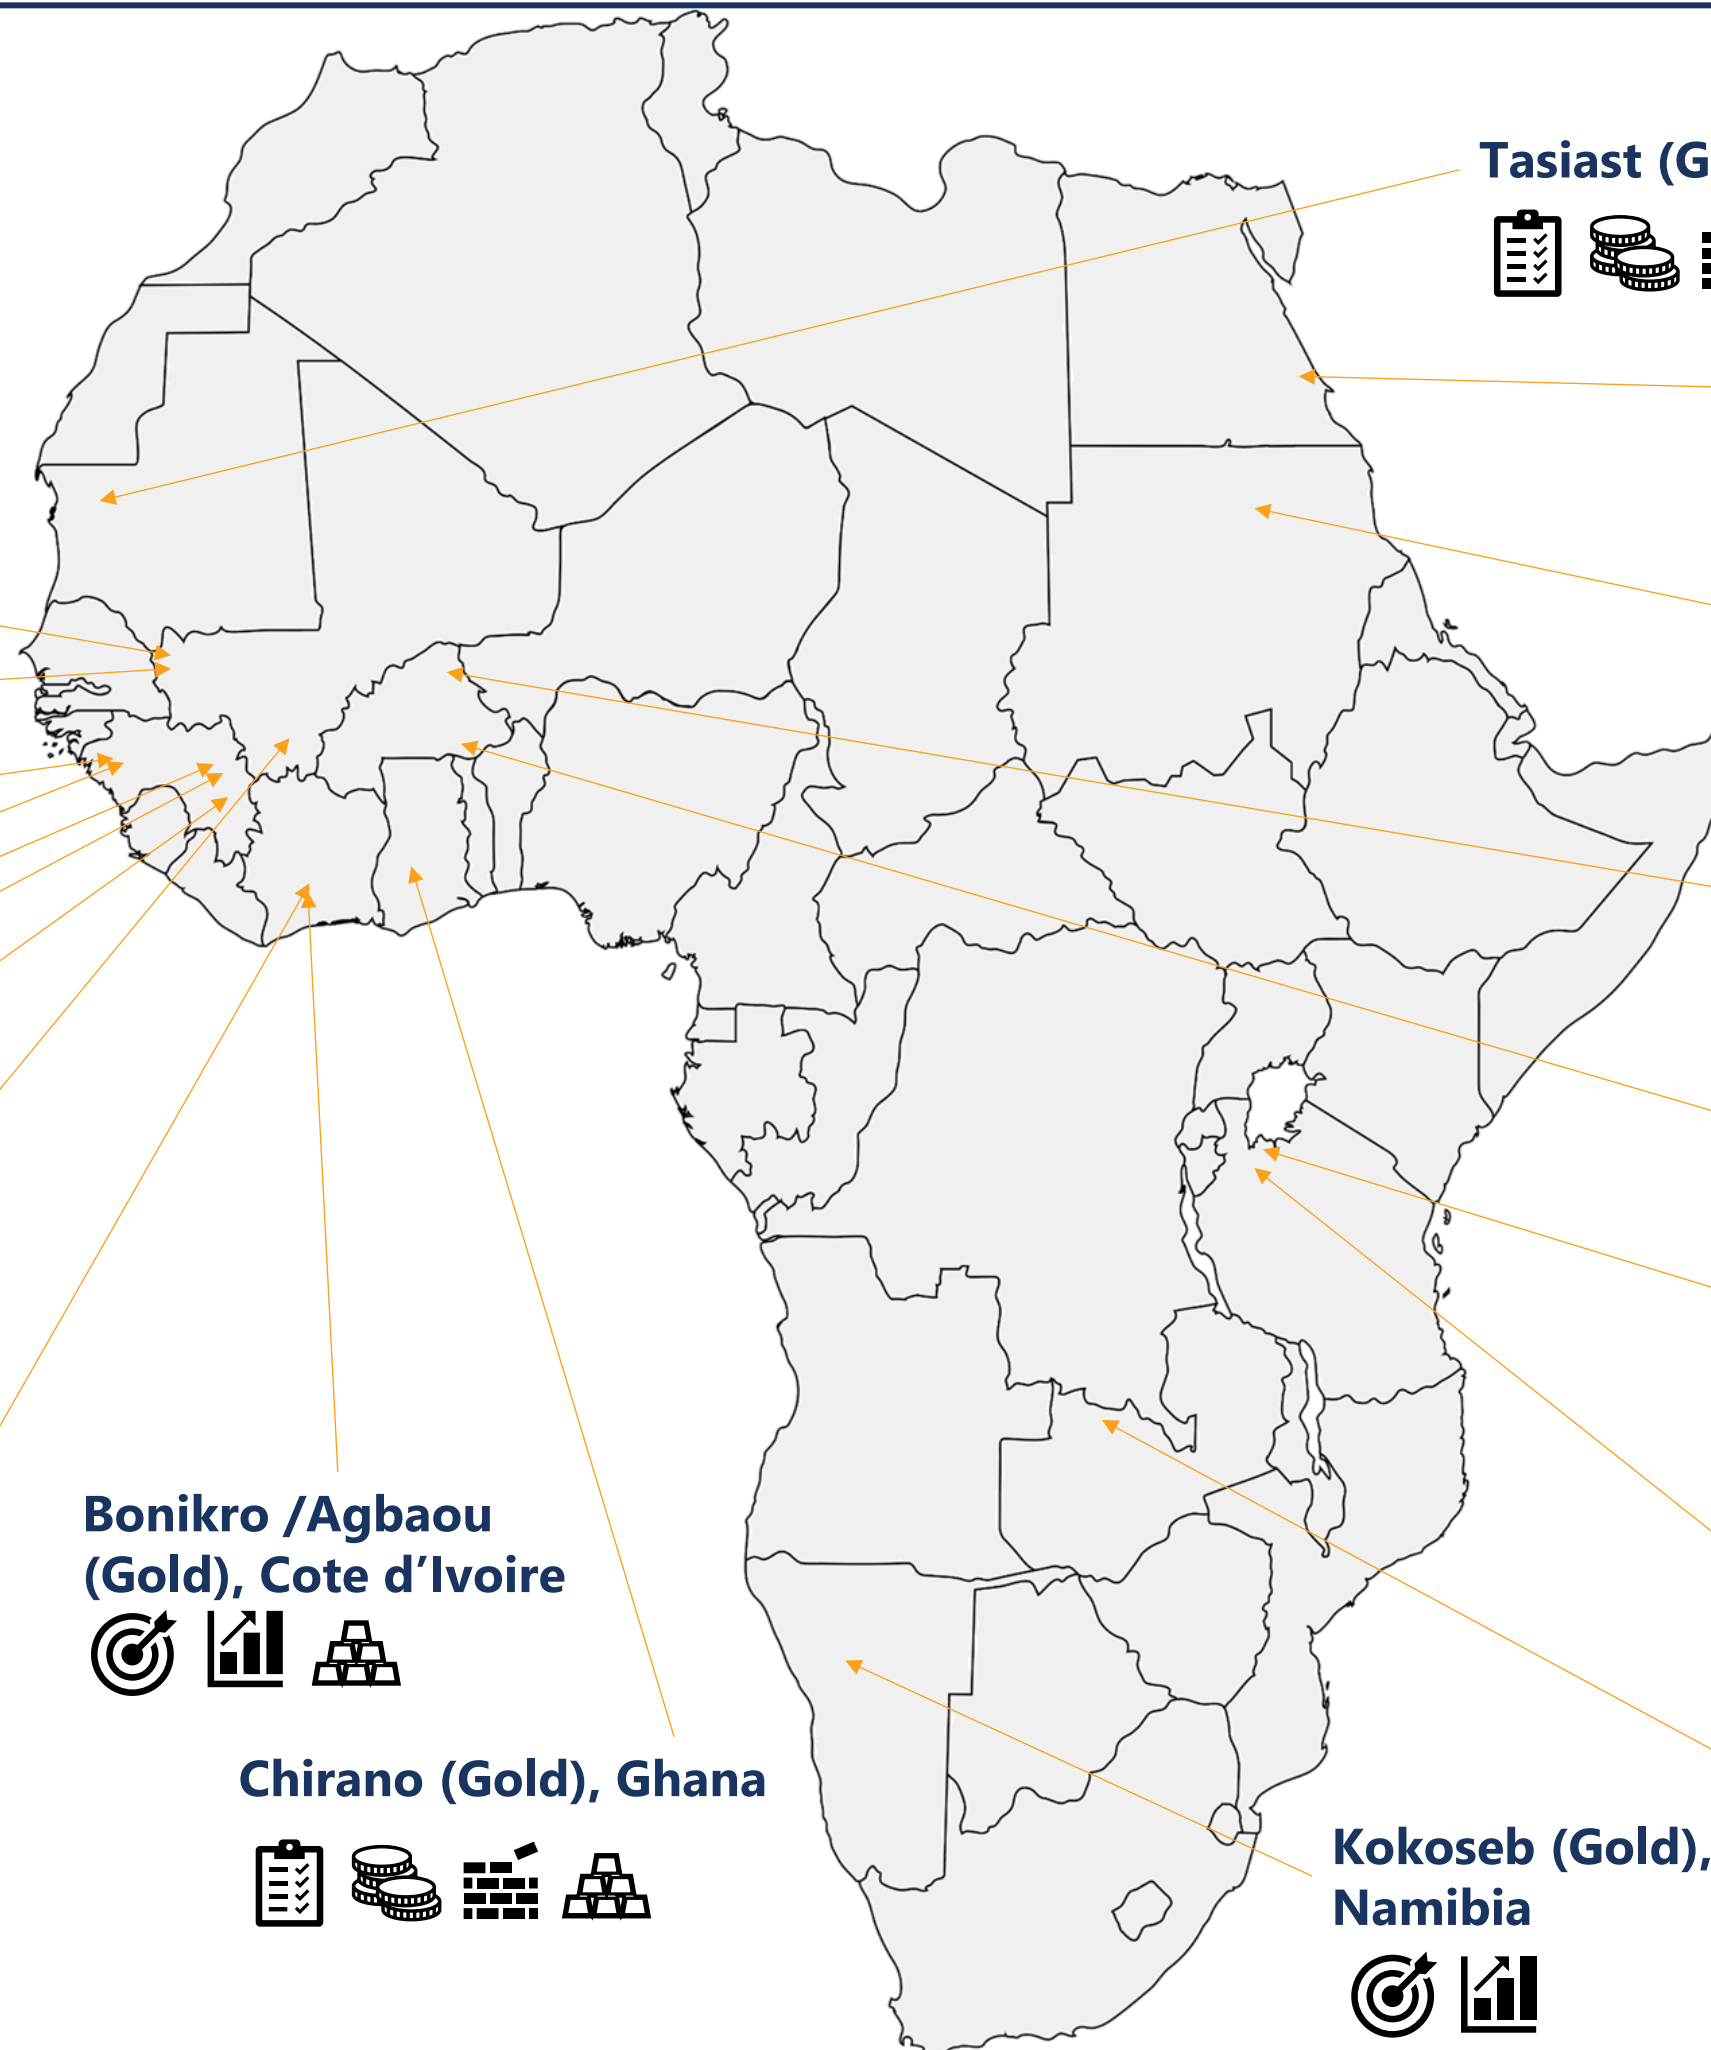 Tasiast (G
Bonikro /Agbaou
(Gold), Cote d’Ivoire
Chirano (Gold), Ghana
Kokoseb (Gold),
Namibia